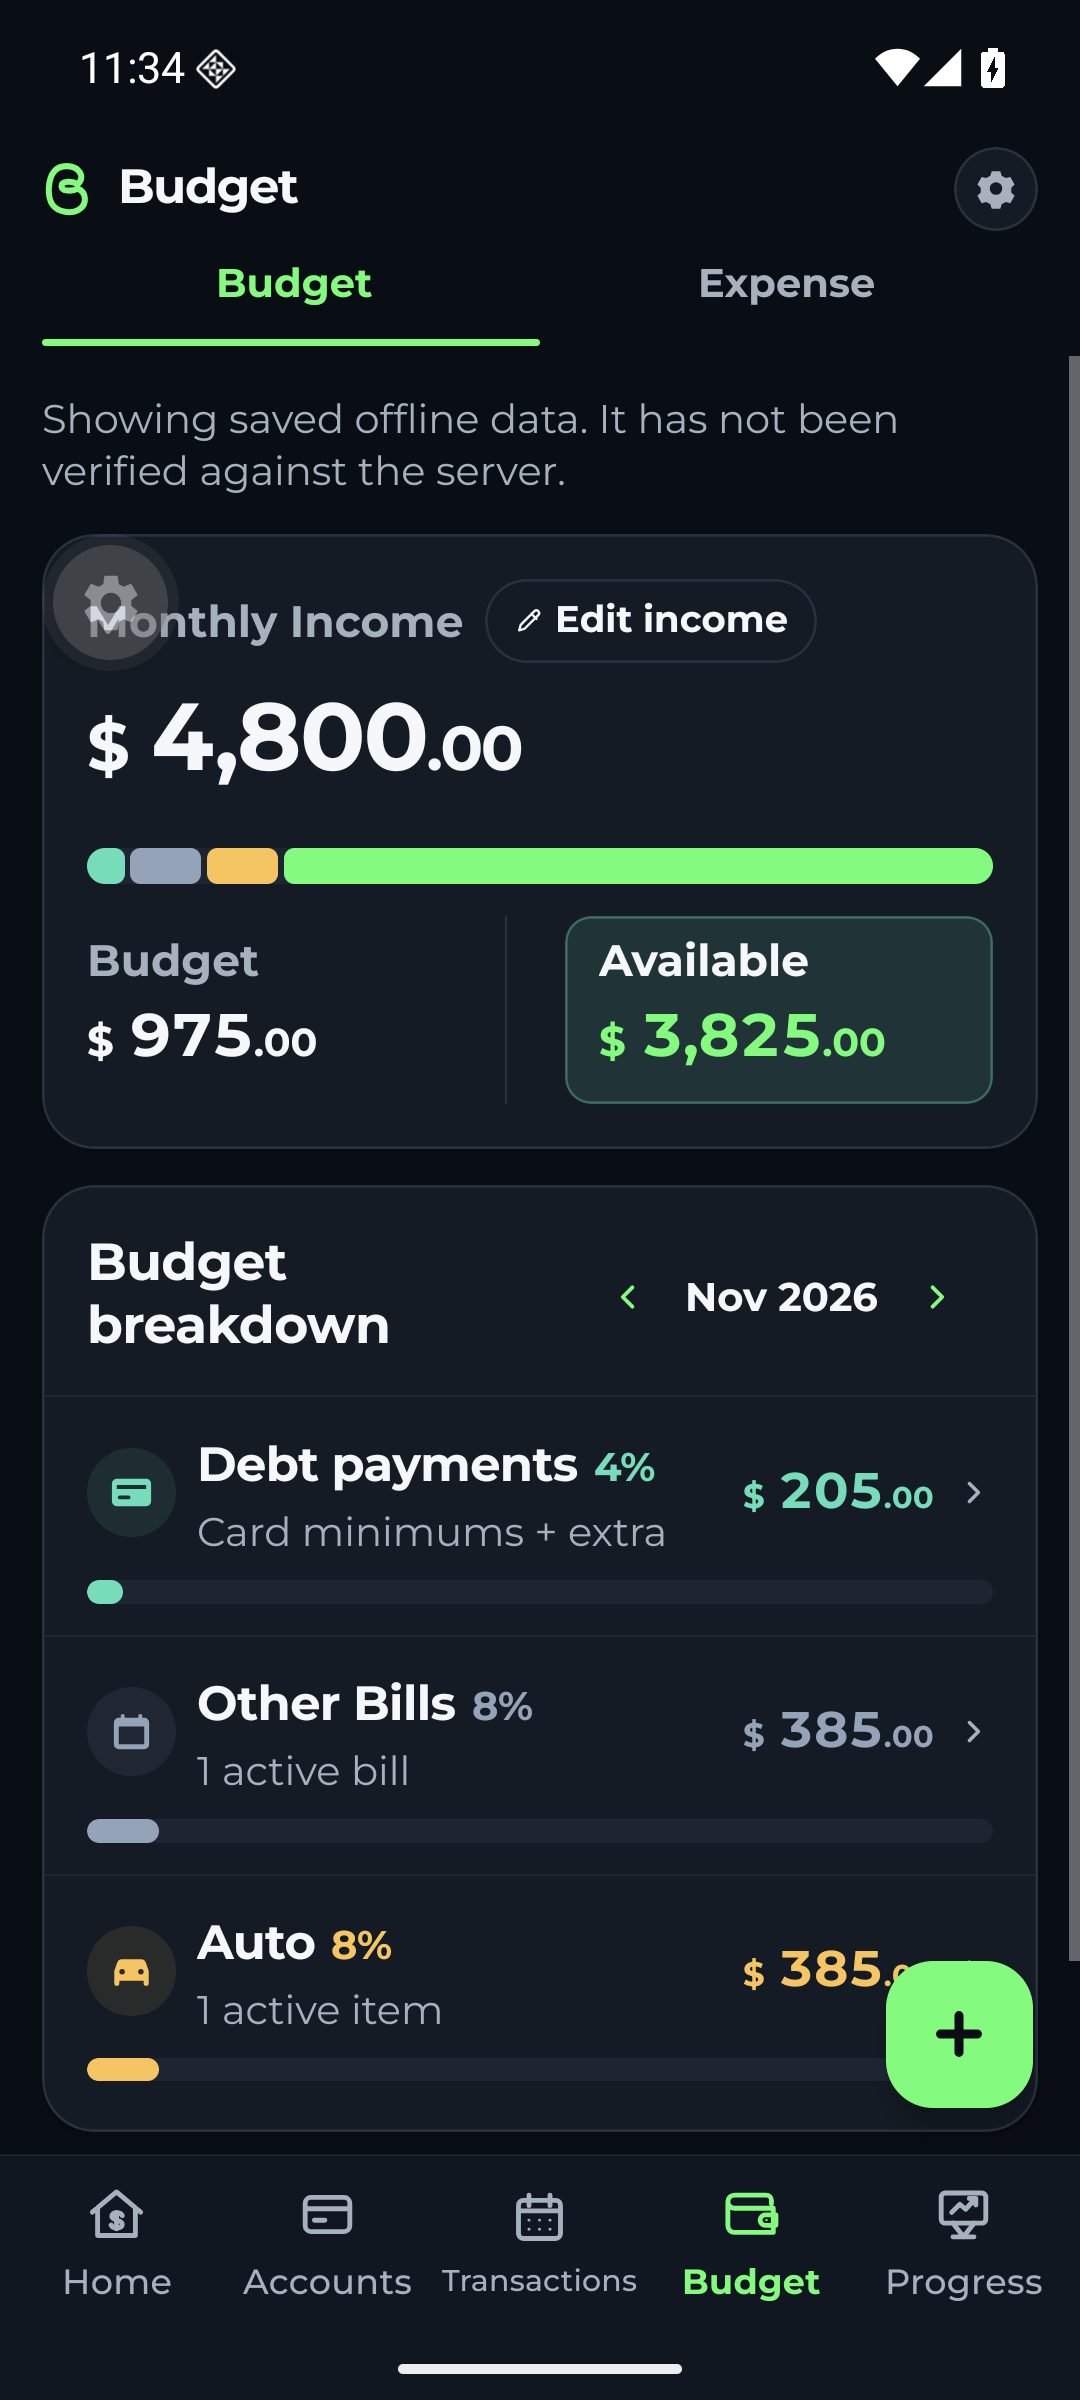 11:34
Budget
Budget
Expense
Showing saved offline data. It has not been
verified against the server.
Monthly Income
Edit income
$ 4,800.00
Budget
Available
$ 975.00
$ 3,825.00
Budget
breakdown
Nov 2026
Debt payments 4%
$ 205.00
Card minimums + extra
Other Bills 8%
$ 385.00
1 active bill
Auto 8%
$ 385.
1 active item
Home
Accounts
Transactions
Budget
Progress